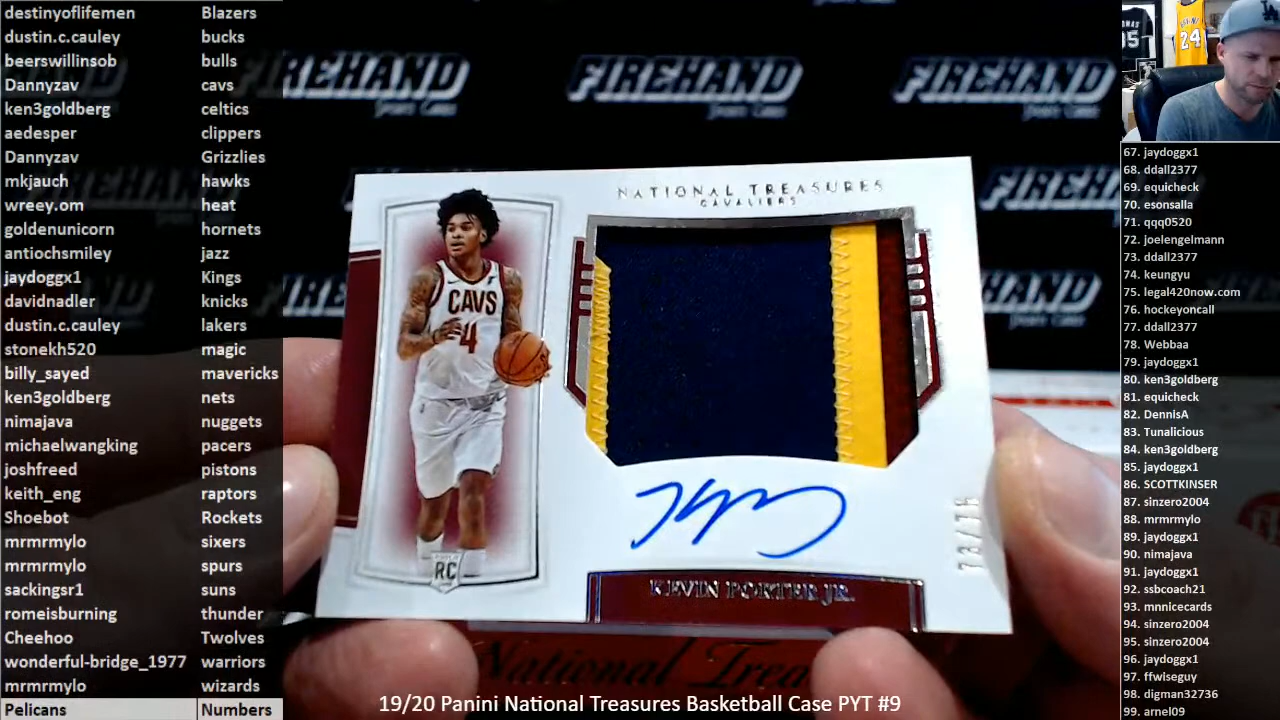 destinyoflifemen Blazers
dustin.c.cauley bucks
beerswillinsob bulls
Dannyzav cavs
ken3goldberg celtics
aedesper clippers
Dannyzav Grizzlies
mkjauch hawks
wreey.om heat
goldenunicorn hornets
antiochsmiley jazz
jaydoggx1 Kings
davidnadler knicks
dustin.c.cauley lakers
stonekh520 magic
billy_sayed mavericks
ken3goldberg nets
nimajava nuggets
michaelwangking pacers
joshfreed pistons
keith_eng raptors
Shoebot Rockets
mrmrmylo sixers
mrmrmylo spurs
sackingsr1 suns
romeisburning thunder
Cheehoo Twolves
wonderful-bridge_1977 warriors
mrmrmylo wizards
Pelicans Numbers
FIREHAND
FIREHAND
FIREHAND
NATIONAL TREASURES
CAVALIERS
CAVS
4
RC
KEVIN PORTER JR.
National Trea
19/20 Panini National Treasures Basketball Case PYT #9
24
LA
67. jaydoggx1
68. ddall2377
69. equicheck
70. esonsalla
71. qqq0520
72. joelengelmann
73. ddall2377
74. keungyu
75. legal420now.com
76. hockeyoncall
77. ddall2377
78. Webbaa
79. jaydoggx1
80. ken3goldberg
81. equicheck
82. DennisA
83. Tunalicious
84. ken3goldberg
85. jaydoggx1
86. SCOTTKINSER
87. sinzero2004
88. mrmrmylo
89. jaydoggx1
90. nimajava
91. jaydoggx1
92. ssbcoach21
93. mnnicecards
94. sinzero2004
95. sinzero2004
96. jaydoggx1
97. ffwiseguy
98. digman32736
99. arnel09